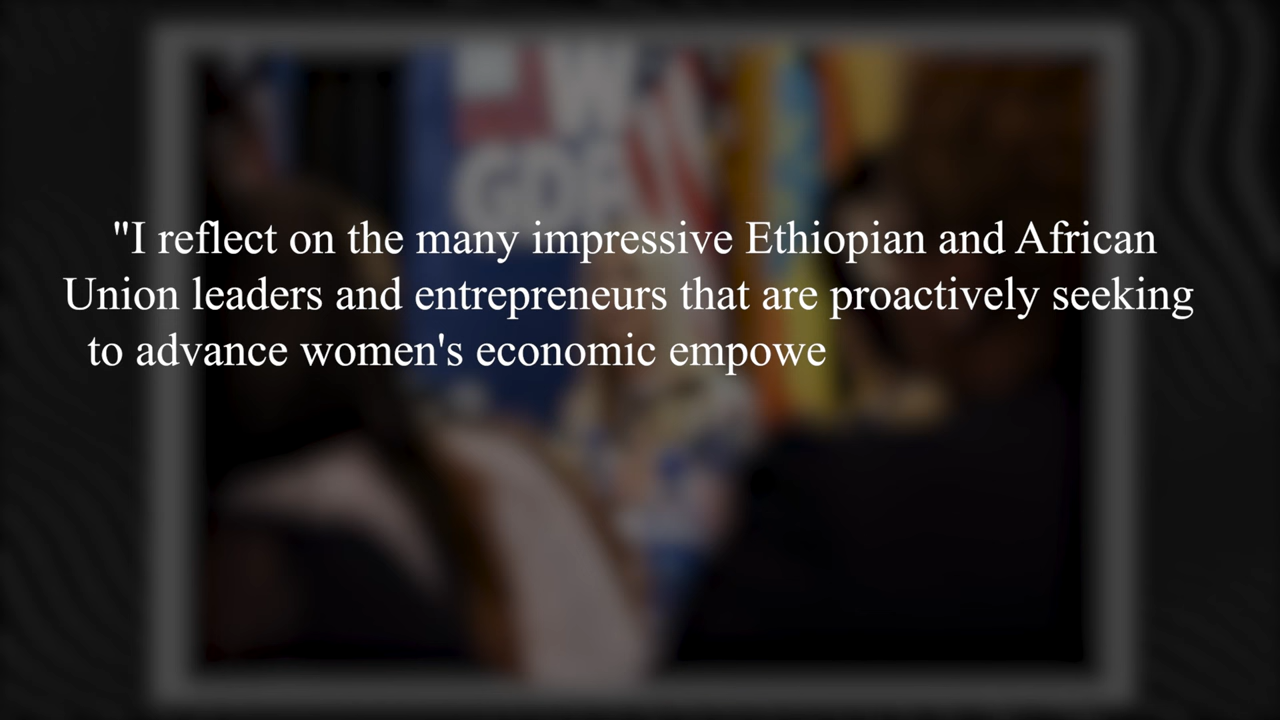 W
GDP
"I reflect on the many impressive Ethiopian and African
Union leaders and entrepreneurs that are proactively seeking
to advance women's economic empowe